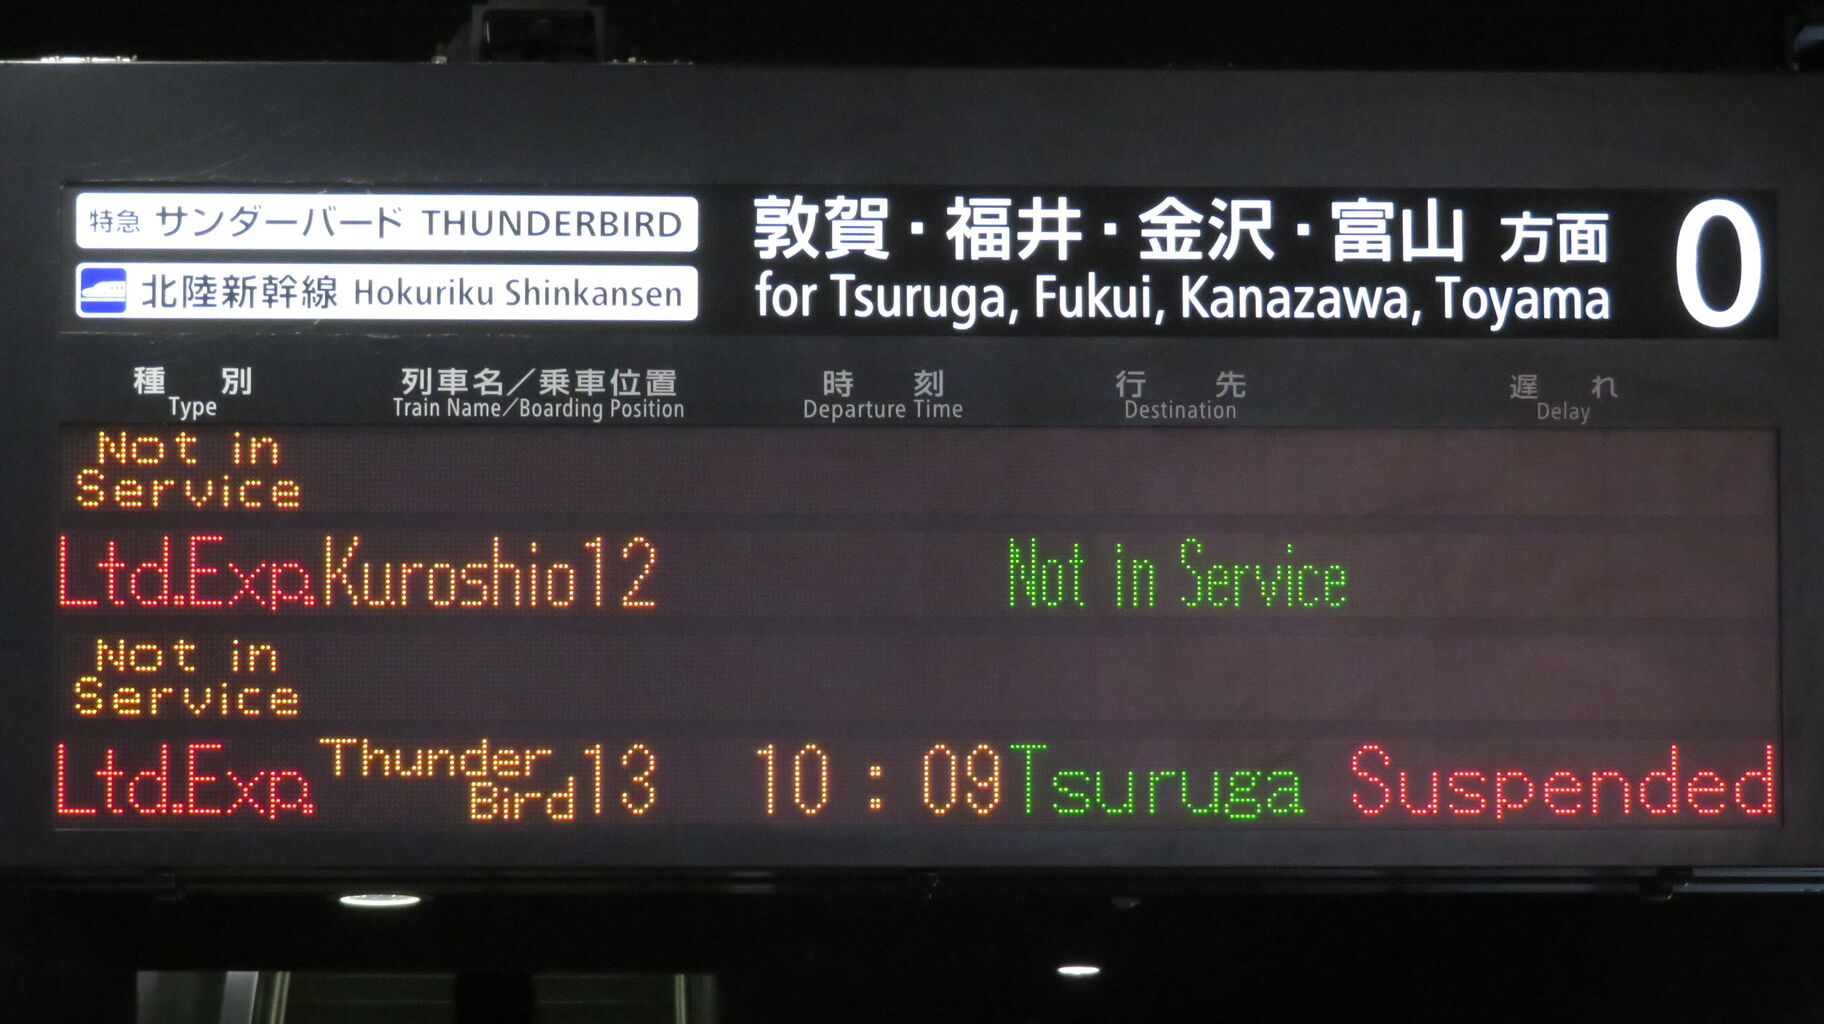 特急 サンダーバード THUNDERBIRD
北陸新幹線 Hokuriku Shinkansen
敦賀・福井・金沢・富山 方面
for Tsuruga, Fukui, Kanazawa, Toyama
0
種別 列車名／乗車位置 時刻 行先 遅れ
Type Train Name／Boarding Position Departure Time Destination Delay
Not in
Service
Ltd.Exp. Kuroshio12 Not in Service
Not in
Service
Ltd.Exp. Thunder Bird 13 10:09 Tsuruga Suspended